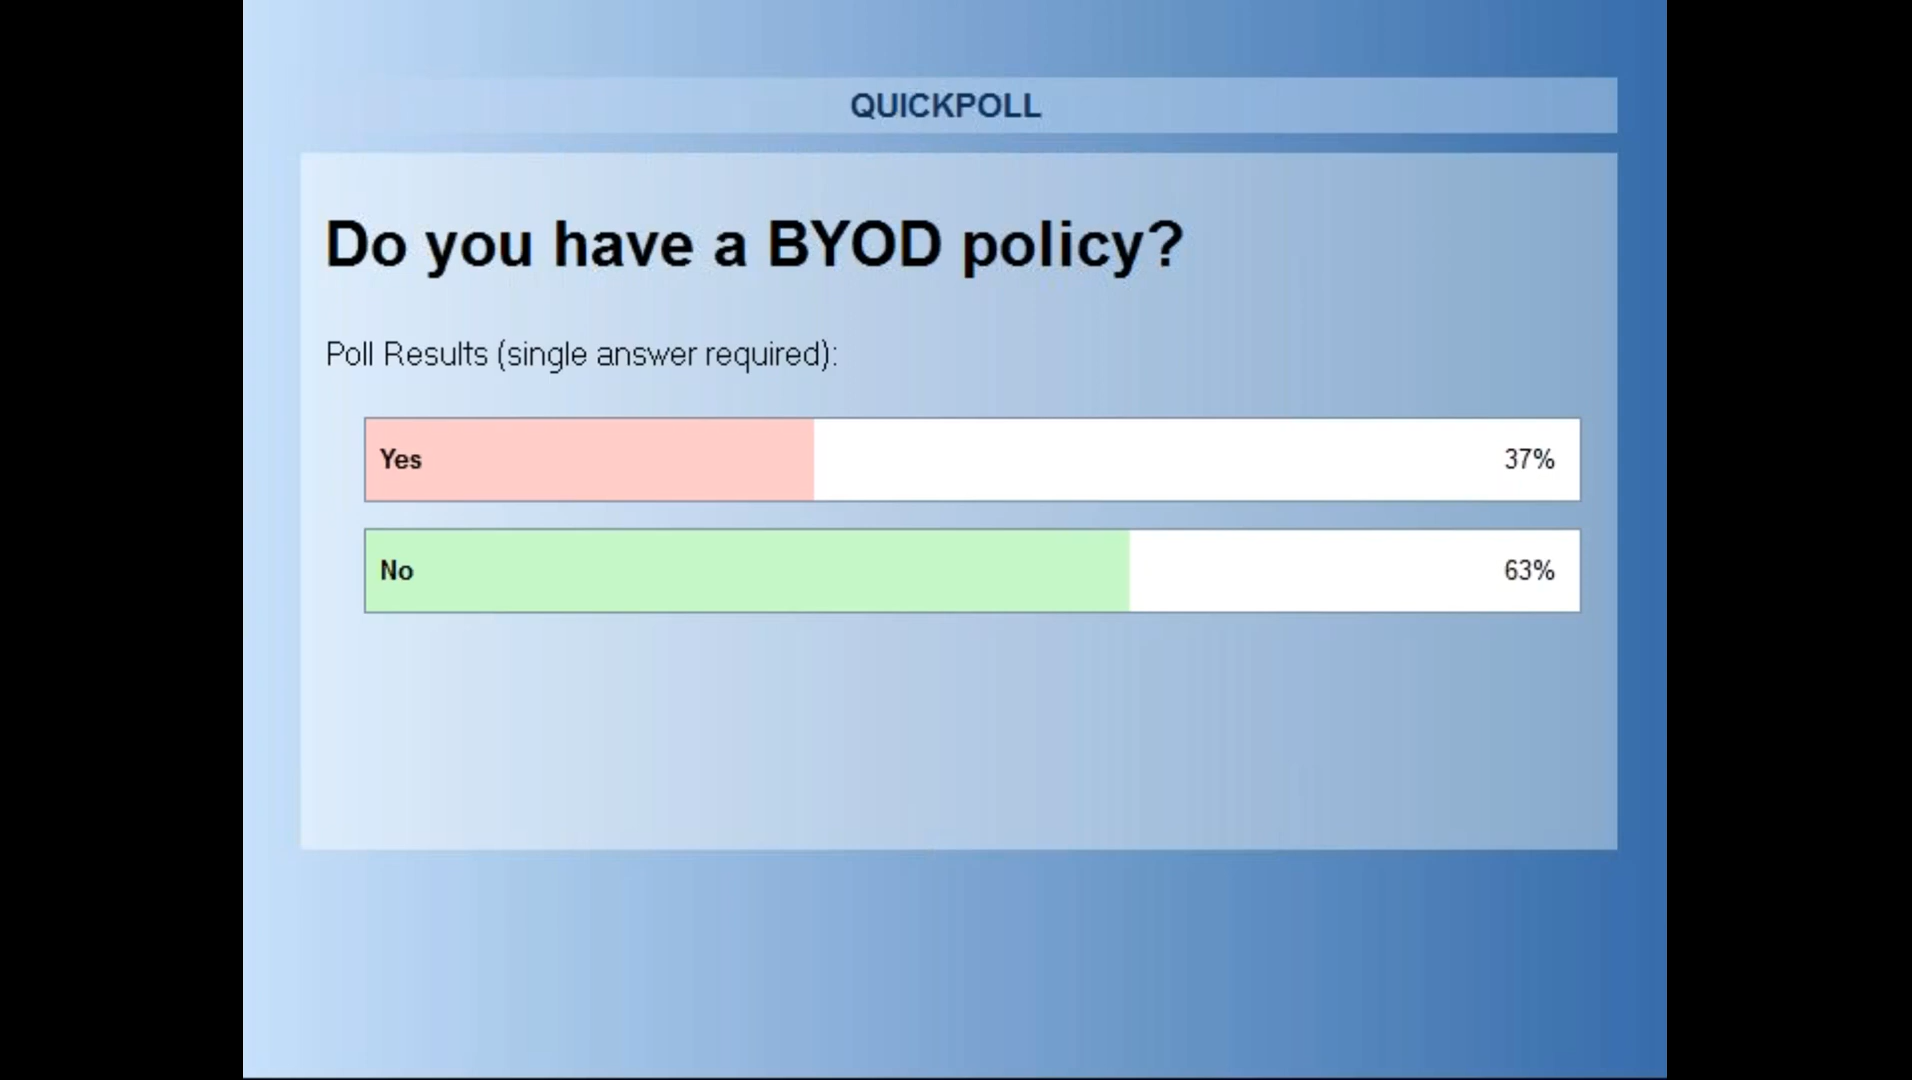 QUICKPOLL
Do you have a BYOD policy?
Poll Results (single answer required):
Yes 37%
No 63%